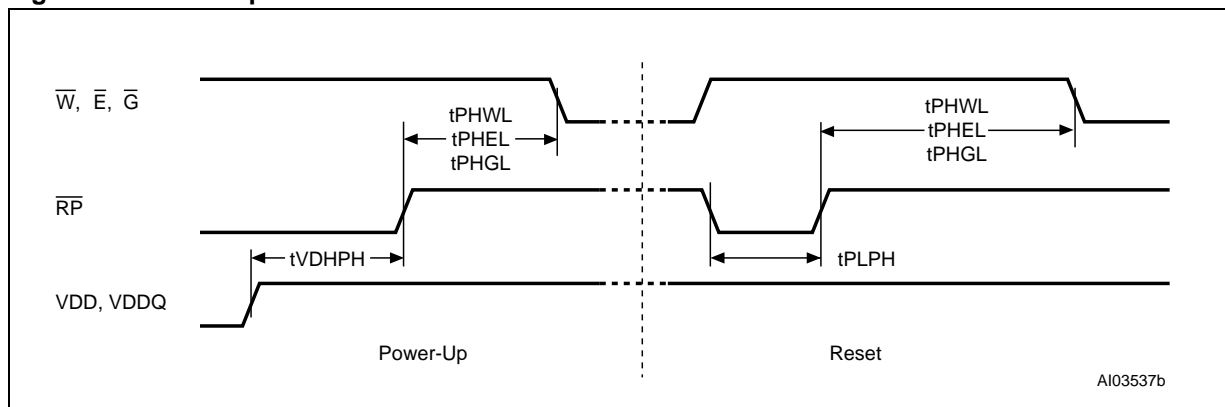 W, E, G
tPHWL
tPHEL
tPHGL
tPHWL
tPHEL
tPHGL
RP
tVDHPH
tPLPH
VDD, VDDQ
Power-Up
Reset
AI03537b